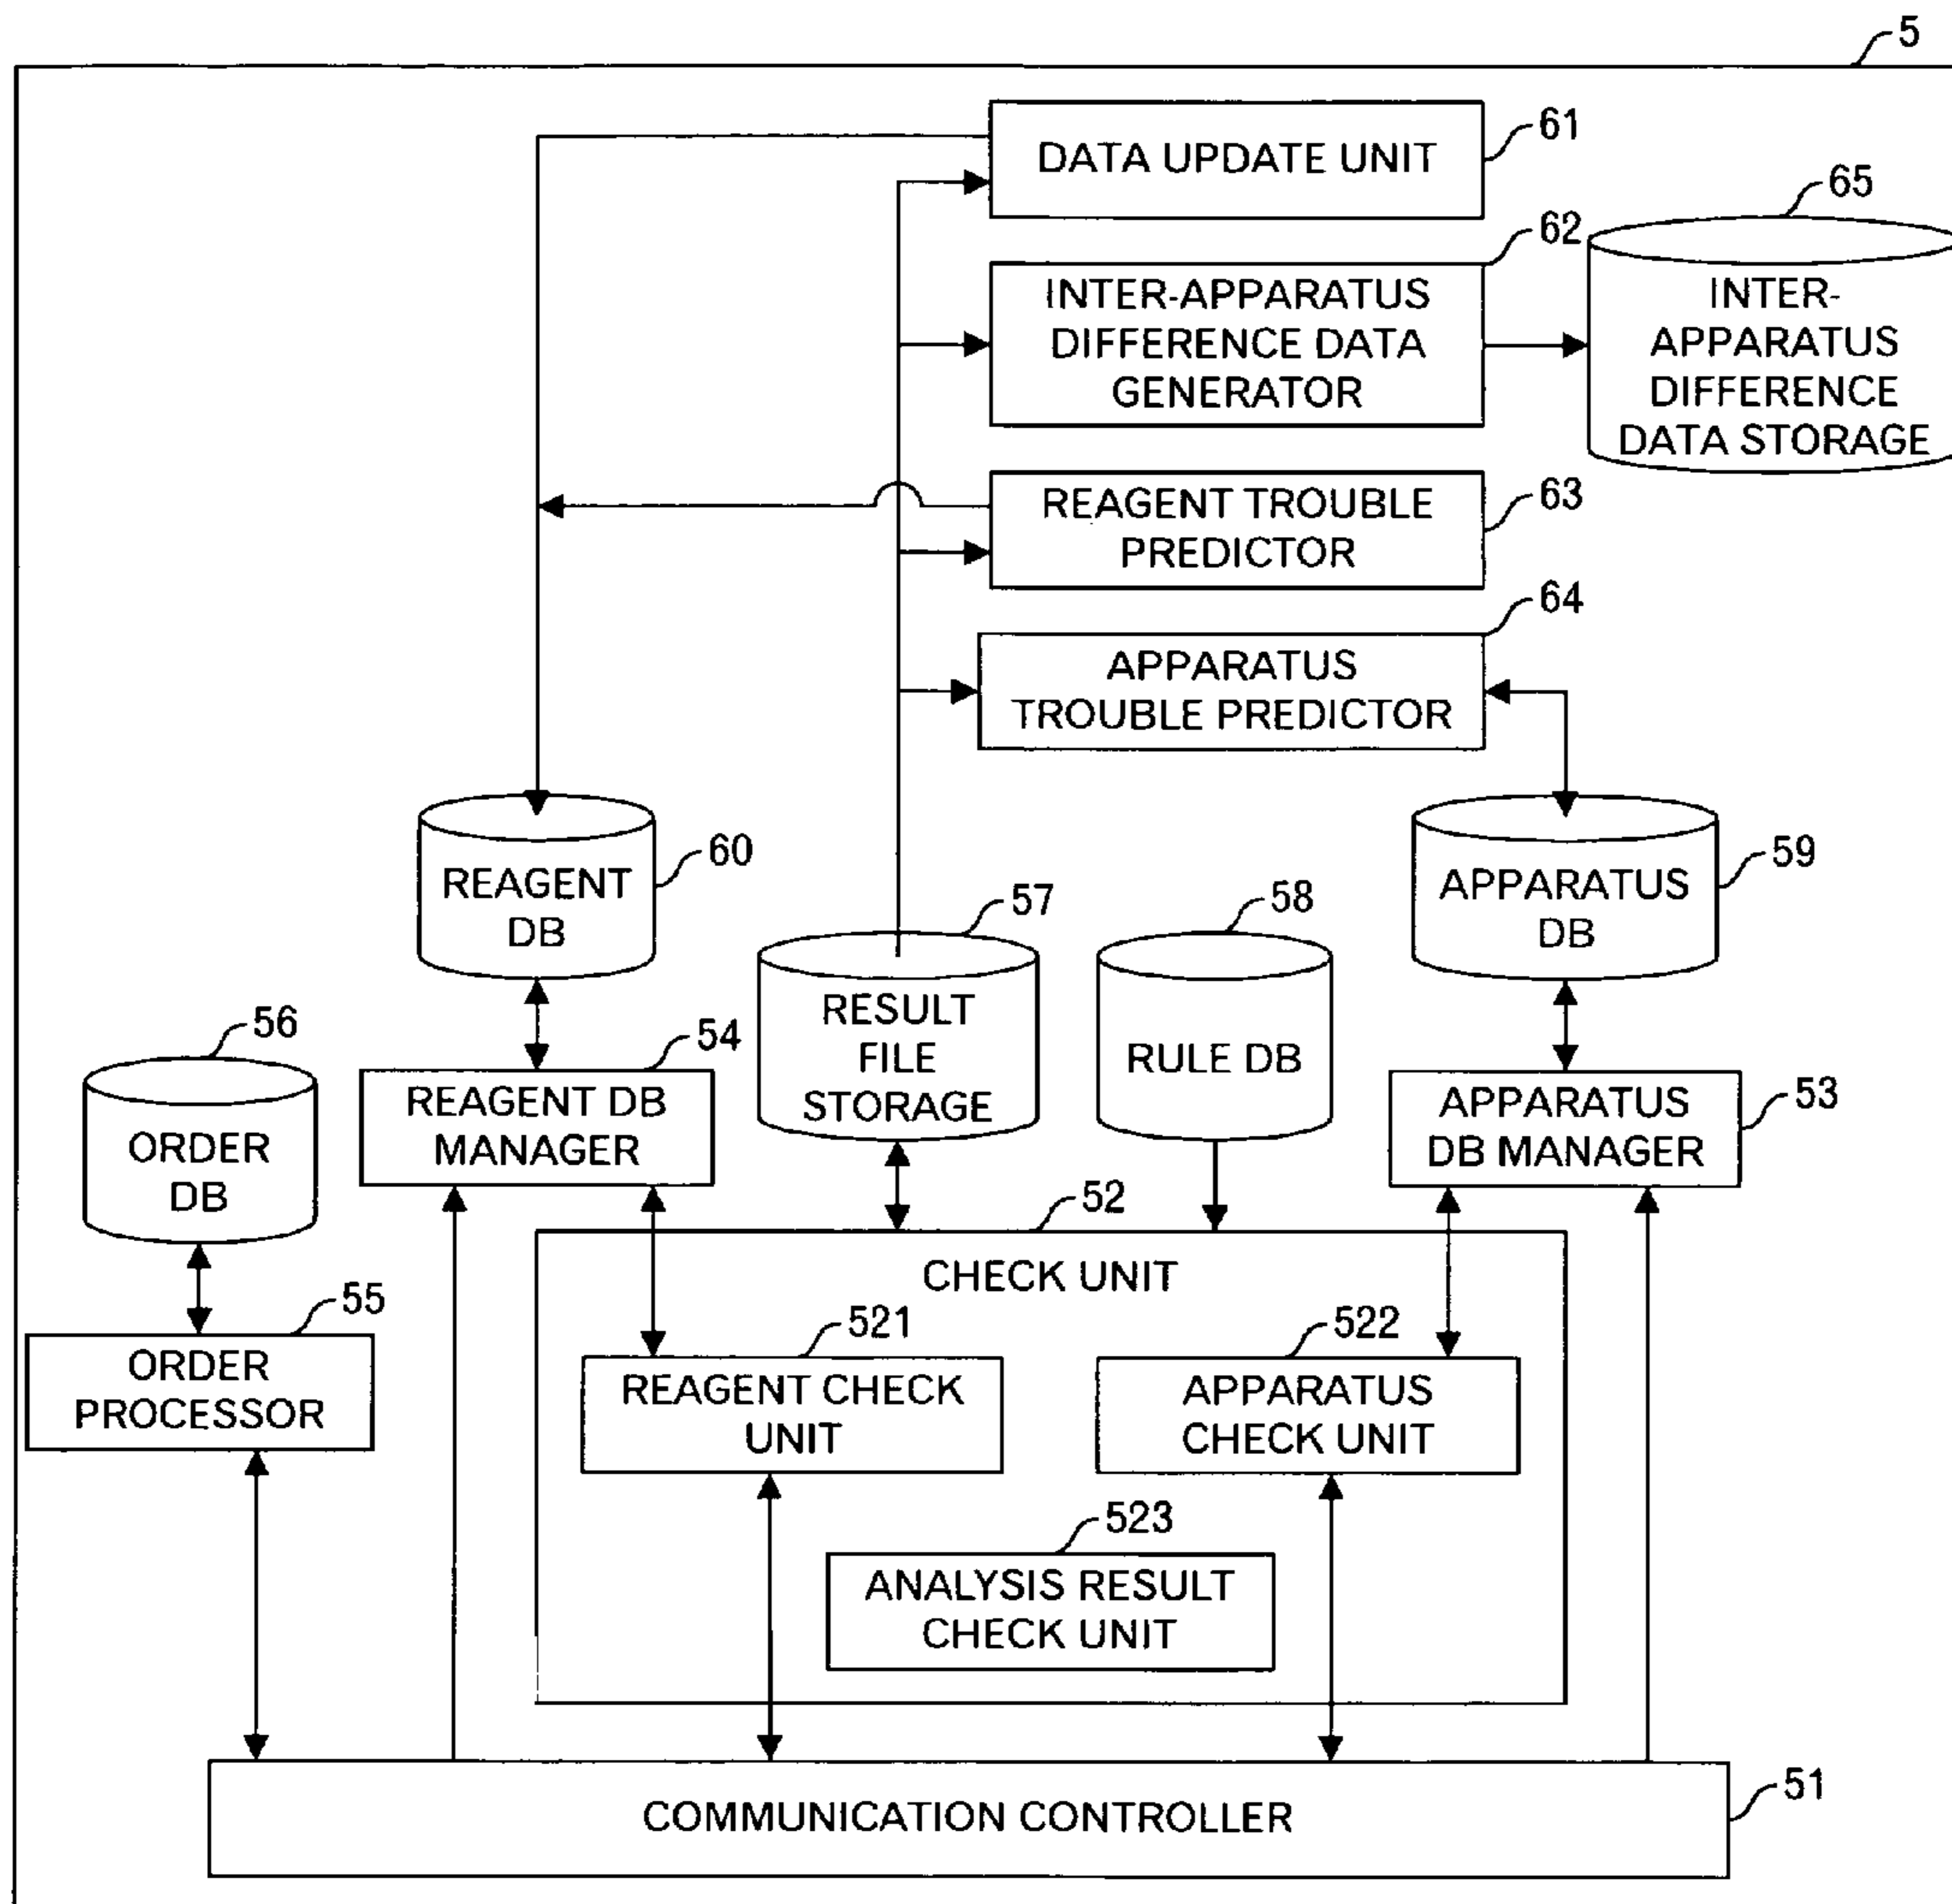 5
61
DATA UPDATE UNIT
65
62
INTER-APPARATUS
DIFFERENCE DATA
GENERATOR
INTER-
APPARATUS
DIFFERENCE
DATA STORAGE
63
REAGENT TROUBLE
PREDICTOR
64
APPARATUS
TROUBLE PREDICTOR
60
REAGENT
DB
59
APPARATUS
DB
57
RESULT
FILE
STORAGE
58
RULE DB
56
ORDER
DB
54
REAGENT DB
MANAGER
53
APPARATUS
DB MANAGER
52
CHECK UNIT
55
ORDER
PROCESSOR
521
REAGENT CHECK
UNIT
522
APPARATUS
CHECK UNIT
523
ANALYSIS RESULT
CHECK UNIT
51
COMMUNICATION CONTROLLER